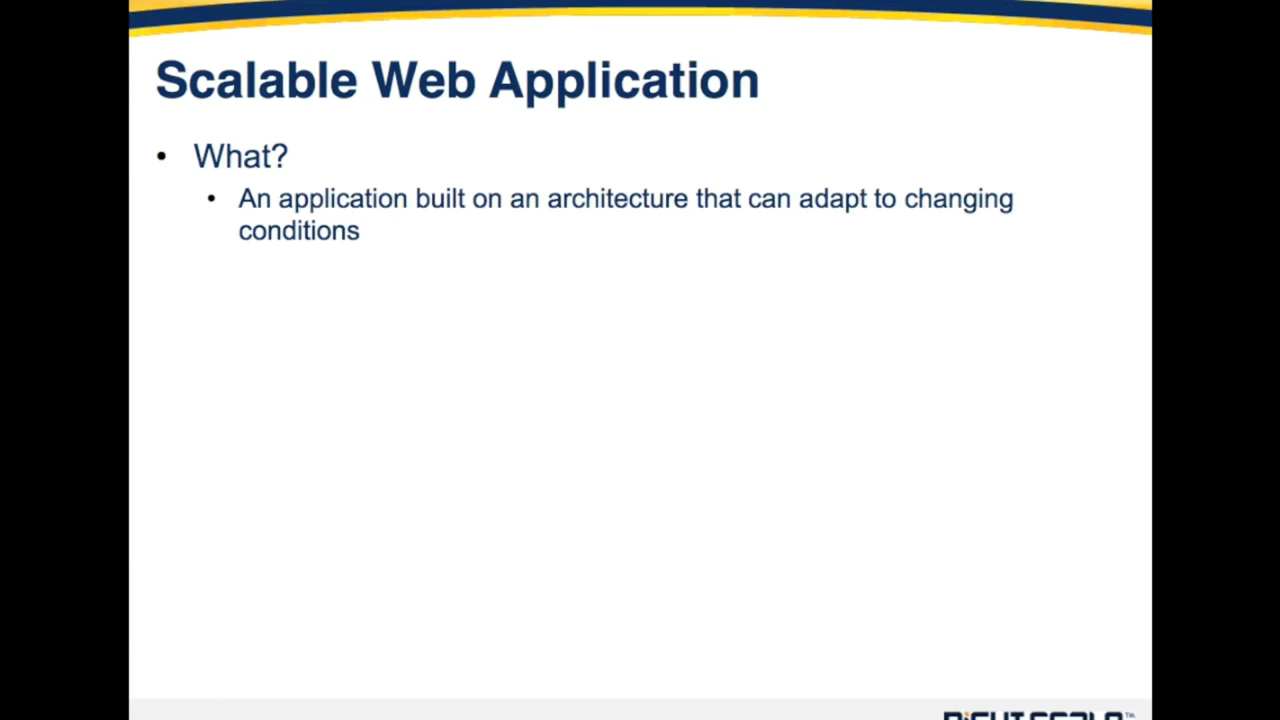 Scalable Web Application
• What?
• An application built on an architecture that can adapt to changing
conditions